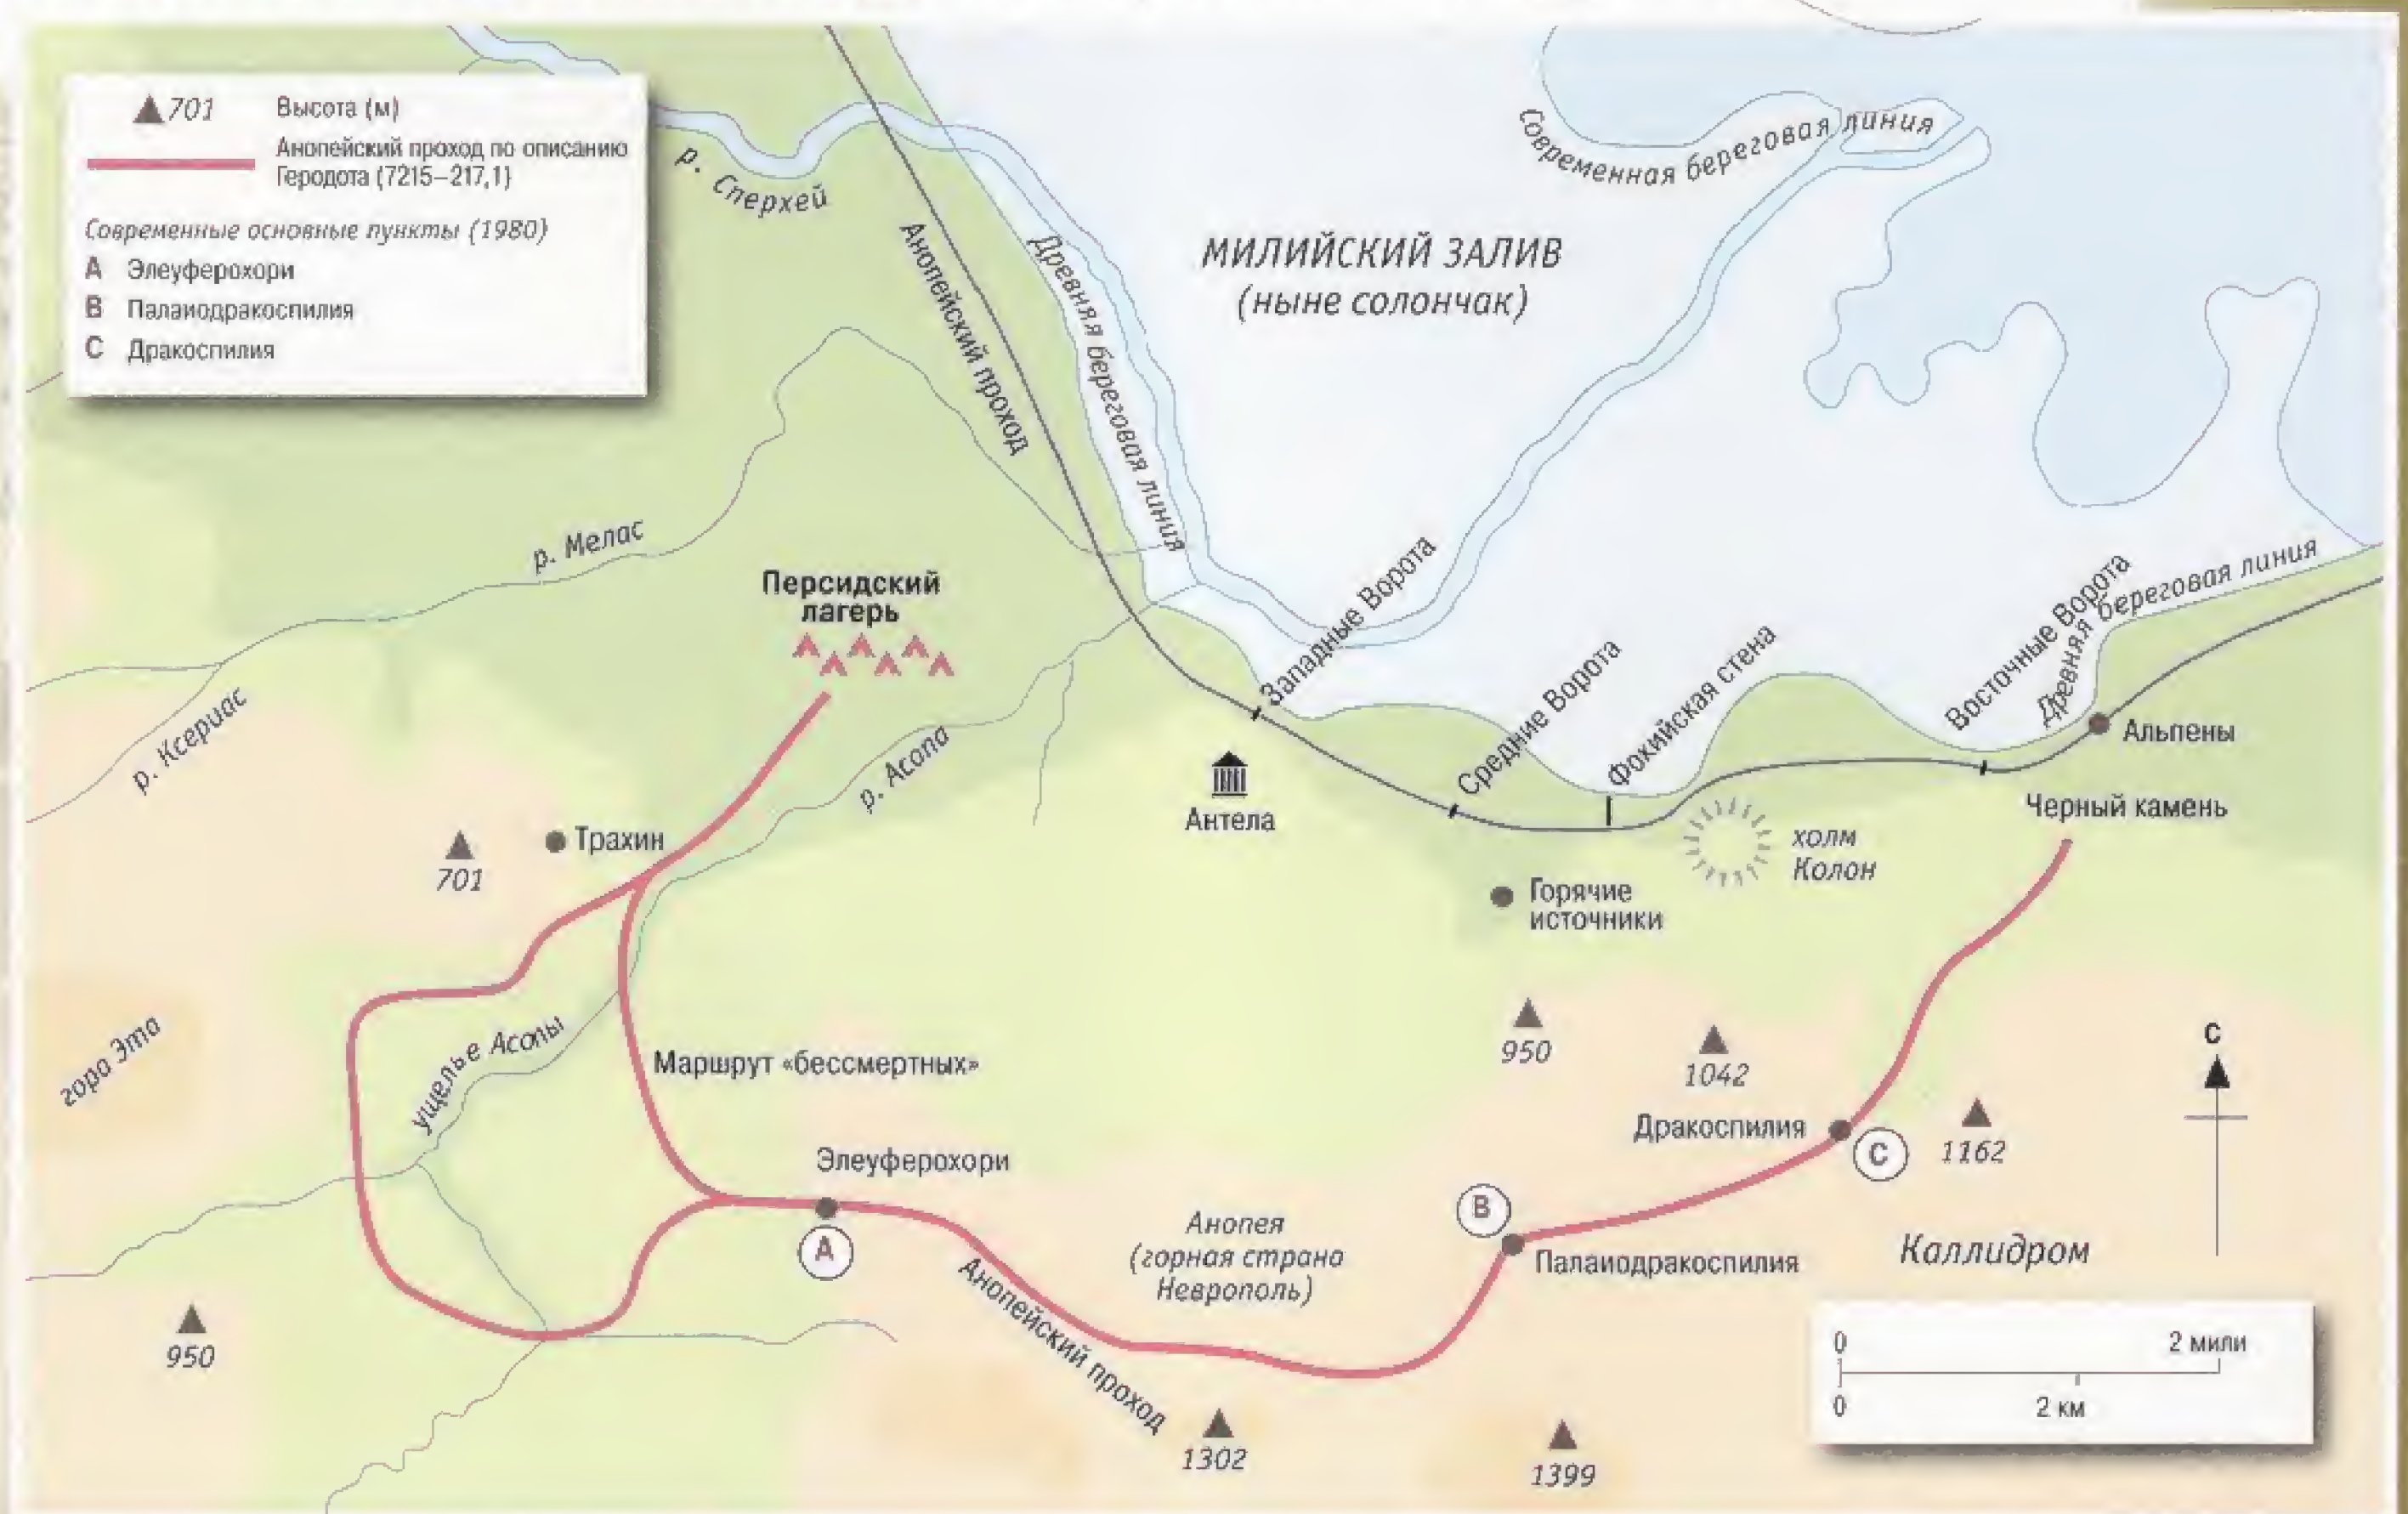 701 Высота (м)
Анопейский проход по описанию
Геродота (7215–217,1)
Современные основные пункты (1980)
A Элеуферохори
B Палаиодракоспилия
C Дракоспилия
р. Сперхей
Анопейский проход
Древняя береговая линия
МИЛИЙСКИЙ ЗАЛИВ
(ныне солончак)
Современная береговая линия
р. Мелас
Персидский
лагерь
р. Ксериас
р. Асопа
Западные Ворота
Средние Ворота
Фокийская стена
Восточные Ворота
Древняя береговая линия
Альпены
Черный камень
Антела
холм
Колон
Трахин
701
Горячие
источники
гора Эта
ущелье Асопы
Маршрут «бессмертных»
950
1042
С
Дракоспилия
C
1162
Элеуферохори
A
B
Анопея
(горная страна
Неврополь)
Палаиодракоспилия
Каллидром
Анопейский проход
950
1302
1399
0 2 мили
0 2 км